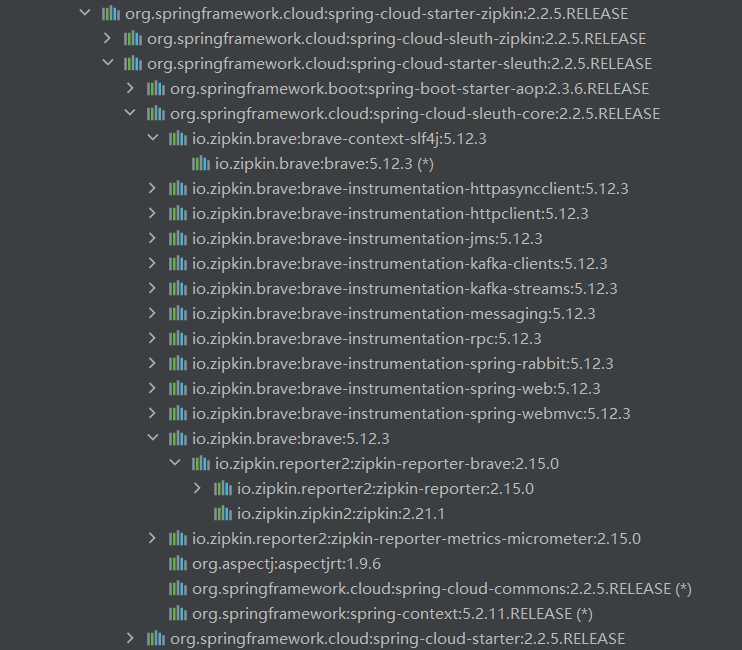 org.springframework.cloud:spring-cloud-starter-zipkin:2.2.5.RELEASE
org.springframework.cloud:spring-cloud-sleuth-zipkin:2.2.5.RELEASE
org.springframework.cloud:spring-cloud-starter-sleuth:2.2.5.RELEASE
org.springframework.boot:spring-boot-starter-aop:2.3.6.RELEASE
org.springframework.cloud:spring-cloud-sleuth-core:2.2.5.RELEASE
io.zipkin.brave:brave-context-slf4j:5.12.3
io.zipkin.brave:brave:5.12.3 (*)
io.zipkin.brave:brave-instrumentation-httpasyncclient:5.12.3
io.zipkin.brave:brave-instrumentation-httpclient:5.12.3
io.zipkin.brave:brave-instrumentation-jms:5.12.3
io.zipkin.brave:brave-instrumentation-kafka-clients:5.12.3
io.zipkin.brave:brave-instrumentation-kafka-streams:5.12.3
io.zipkin.brave:brave-instrumentation-messaging:5.12.3
io.zipkin.brave:brave-instrumentation-rpc:5.12.3
io.zipkin.brave:brave-instrumentation-spring-rabbit:5.12.3
io.zipkin.brave:brave-instrumentation-spring-web:5.12.3
io.zipkin.brave:brave-instrumentation-spring-webmvc:5.12.3
io.zipkin.brave:brave:5.12.3
io.zipkin.reporter2:zipkin-reporter-brave:2.15.0
io.zipkin.reporter2:zipkin-reporter:2.15.0
io.zipkin.zipkin2:zipkin:2.21.1
io.zipkin.reporter2:zipkin-reporter-metrics-micrometer:2.15.0
org.aspectj:aspectjrt:1.9.6
org.springframework.cloud:spring-cloud-commons:2.2.5.RELEASE (*)
org.springframework:spring-context:5.2.11.RELEASE (*)
org.springframework.cloud:spring-cloud-starter:2.2.5.RELEASE